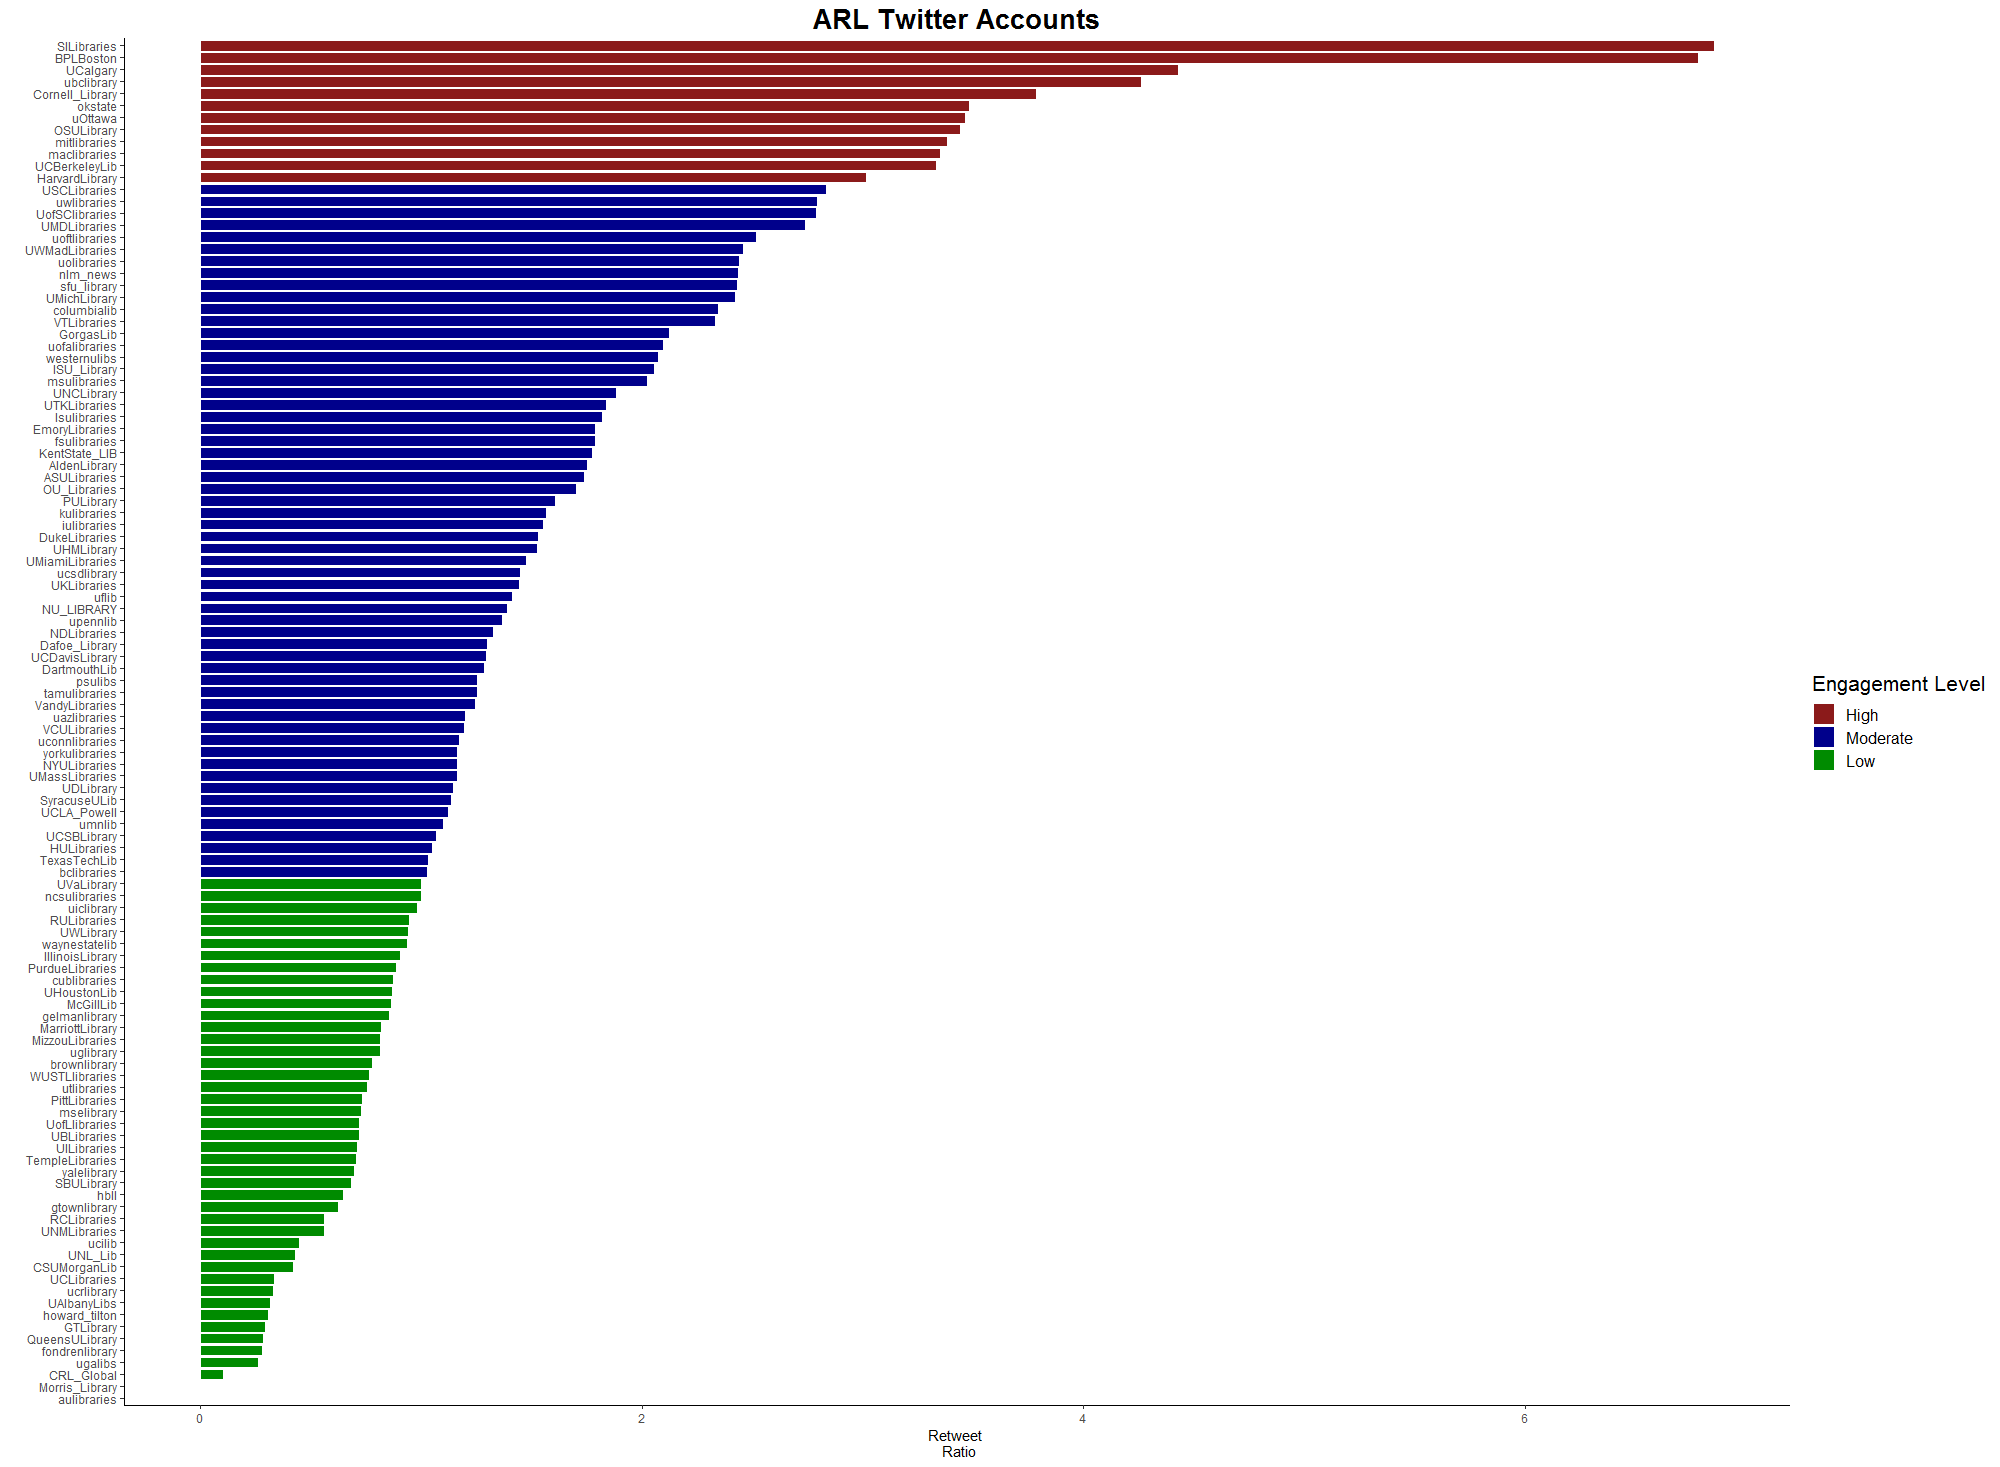 ARL Twitter Accounts
SILibraries
BPLBoston
UCalgary
ubclibrary
Cornell_Library
okstate
uOttawa
OSULibrary
mitlibraries
maclibraries
UCBerkeleyLib
HarvardLibrary
USCLibraries
uwlibraries
UofSClibraries
UMDLibraries
uoftlibraries
UWMadLibraries
uolibraries
nlm_news
sfu_library
UMichLibrary
columbialib
VTLibraries
GorgasLib
uofalibraries
westernulibs
ISU_Library
msulibraries
UNCLibrary
UTKLibraries
lsulibraries
EmoryLibraries
fsulibraries
KentState_LIB
AldenLibrary
ASULibraries
OU_Libraries
PULibrary
kulibraries
iulibraries
DukeLibraries
UHMLibrary
UMiamiLibraries
ucsdlibrary
UKLibraries
uflib
NU_LIBRARY
upennlib
NDLibraries
Dafoe_Library
UCDavisLibrary
DartmouthLib
psulibs
tamulibraries
VandyLibraries
uazlibraries
VCULibraries
uconnlibraries
yorkulibraries
NYULibraries
UMassLibraries
UDLibrary
SyracuseULib
UCLA_Powell
umnlib
UCSBLibrary
HULibraries
TexasTechLib
bclibraries
UVaLibrary
ncsulibraries
uiclibrary
RULibraries
UWLibrary
waynestatelib
IllinoisLibrary
PurdueLibraries
cublibraries
UHoustonLib
McGillLib
gelmanlibrary
MarriottLibrary
MizzouLibraries
uglibrary
brownlibrary
WUSTLlibraries
utlibraries
PittLibraries
mselibrary
UofLlibraries
UBLibraries
UILibraries
TempleLibraries
yalelibrary
SBULibrary
hbll
gtownlibrary
RCLibraries
UNMLibraries
ucilib
UNL_Lib
CSUMorganLib
UCLibraries
ucrlibrary
UAlbanyLibs
howard_tilton
GTLibrary
QueensULibrary
fondrenlibrary
ugalibs
CRL_Global
Morris_Library
aulibraries
0 2 4 6
Retweet
Ratio
Engagement Level
High
Moderate
Low